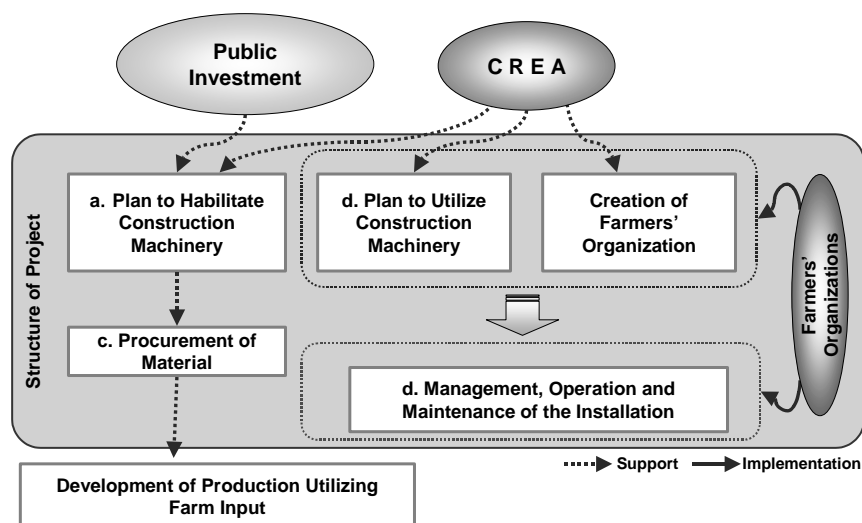 Public
Investment
C R E A
Structure of Project
a. Plan to Habilitate
Construction
Machinery
d. Plan to Utilize
Construction
Machinery
Creation of
Farmers'
Organization
Farmers'
Organizations
c. Procurement of
Material
d. Management, Operation and
Maintenance of the Installation
Support
Implementation
Development of Production Utilizing
Farm Input